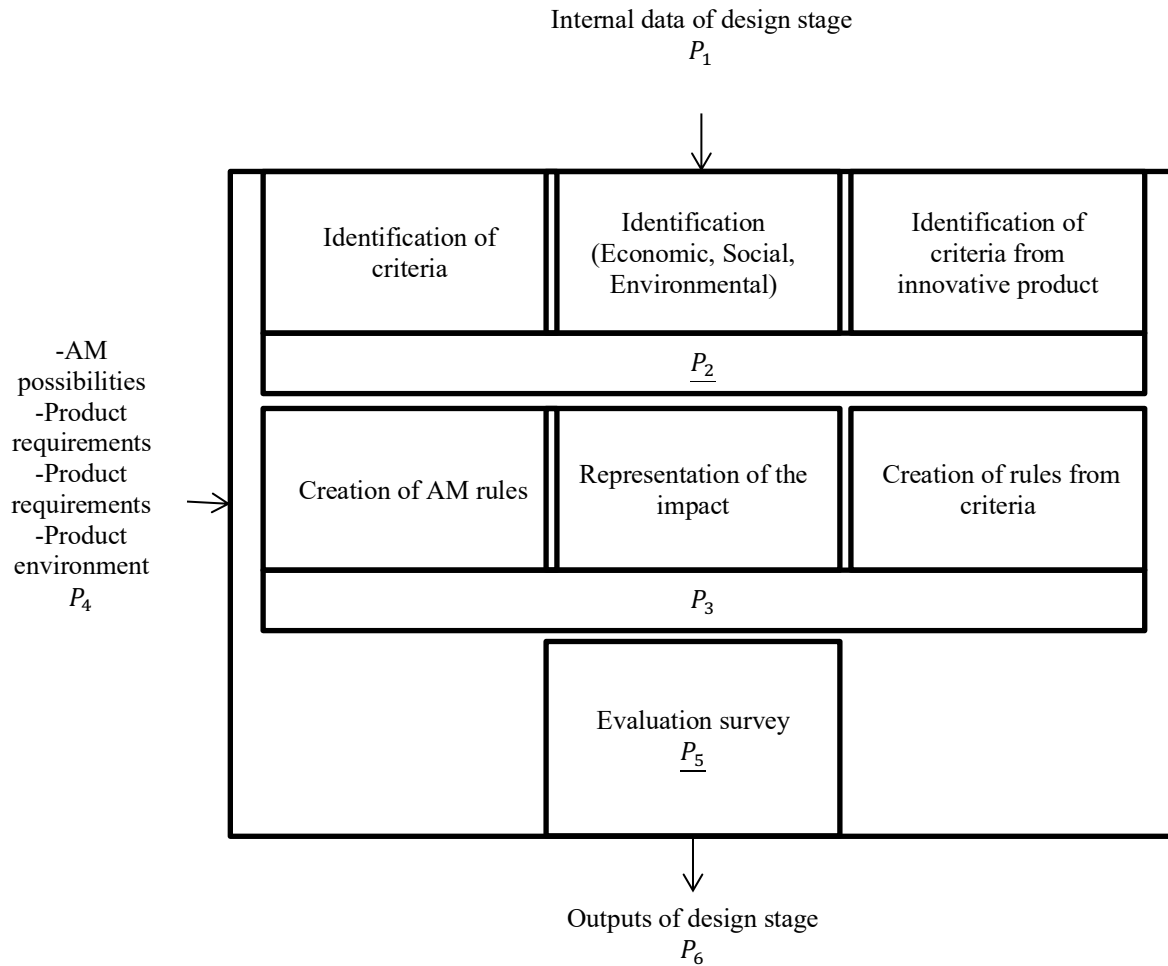 Internal data of design stage
P₁
Identification of
criteria
Identification
(Economic, Social,
Environmental)
Identification of
criteria from
innovative product
P₂
-AM
possibilities
-Product
requirements
-Product
requirements
-Product
environment
P₄
Creation of AM rules
Representation of the
impact
Creation of rules from
criteria
P₃
Evaluation survey
P₅
Outputs of design stage
P₆